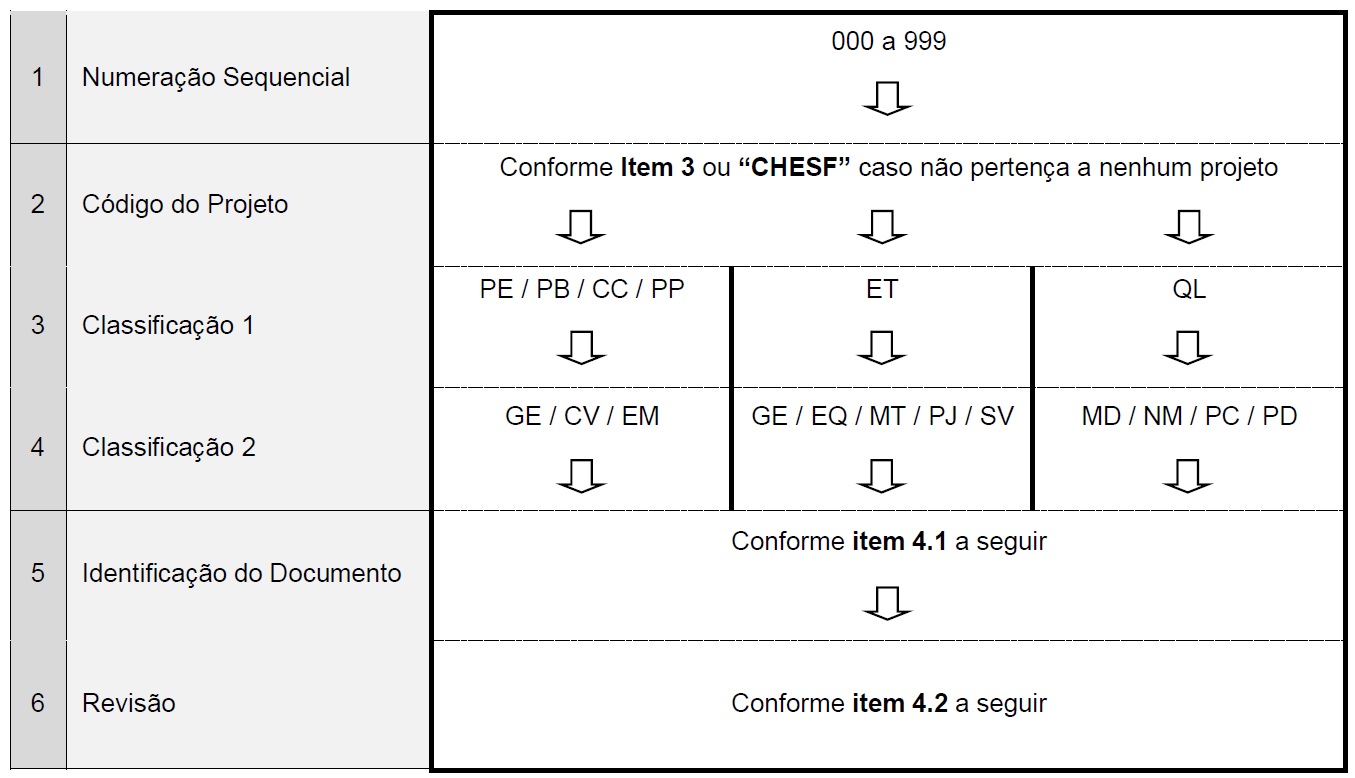 000 a 999
1 Numeração Sequencial
Conforme Item 3 ou “CHESF” caso não pertença a nenhum projeto
2 Código do Projeto
PE / PB / CC / PP ET QL
3 Classificação 1
GE / CV / EM GE / EQ / MT / PJ / SV MD / NM / PC / PD
4 Classificação 2
Conforme item 4.1 a seguir
5 Identificação do Documento
6 Revisão Conforme item 4.2 a seguir